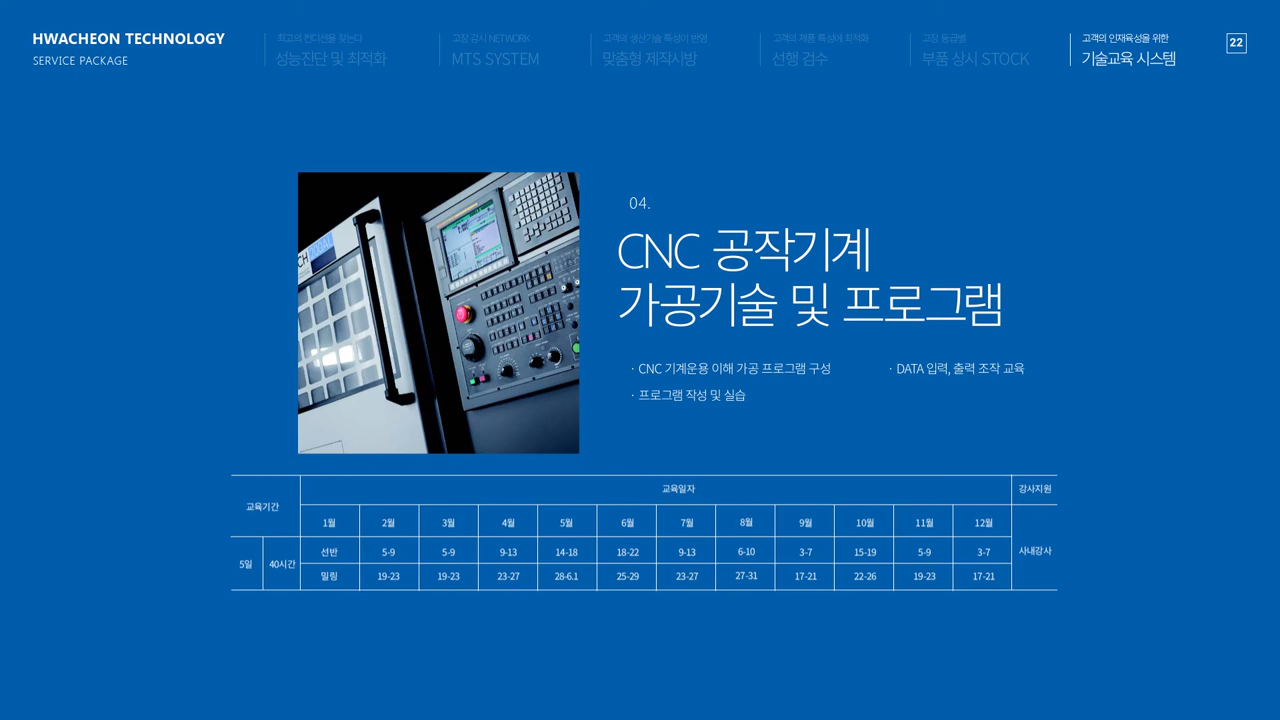 HWACHEON TECHNOLOGY
SERVICE PACKAGE
최고의 컨디션을 찾는다
성능진단 및 최적화
고장 감시 NETWORK
MTS SYSTEM
고객의 생산기술 특성이 반영
맞춤형 제작시방
고객의 제품 특성에 최적화
선행 검수
고장 등급별
부품 상시 STOCK
고객의 인재육성을 위한
기술교육 시스템
22
04.
CNC 공작기계
가공기술 및 프로그램
· CNC 기계운용 이해 가공 프로그램 구성
· DATA 입력, 출력 조작 교육
· 프로그램 작성 및 실습
교육기간 교육일자 강사지원
1월 2월 3월 4월 5월 6월 7월 8월 9월 10월 11월 12월
5일 40시간 선반 5-9 5-9 9-13 14-18 18-22 9-13 6-10 3-7 15-19 5-9 3-7 사내강사
밀링 19-23 19-23 23-27 28-6.1 25-29 23-27 27-31 17-21 22-26 19-23 17-21